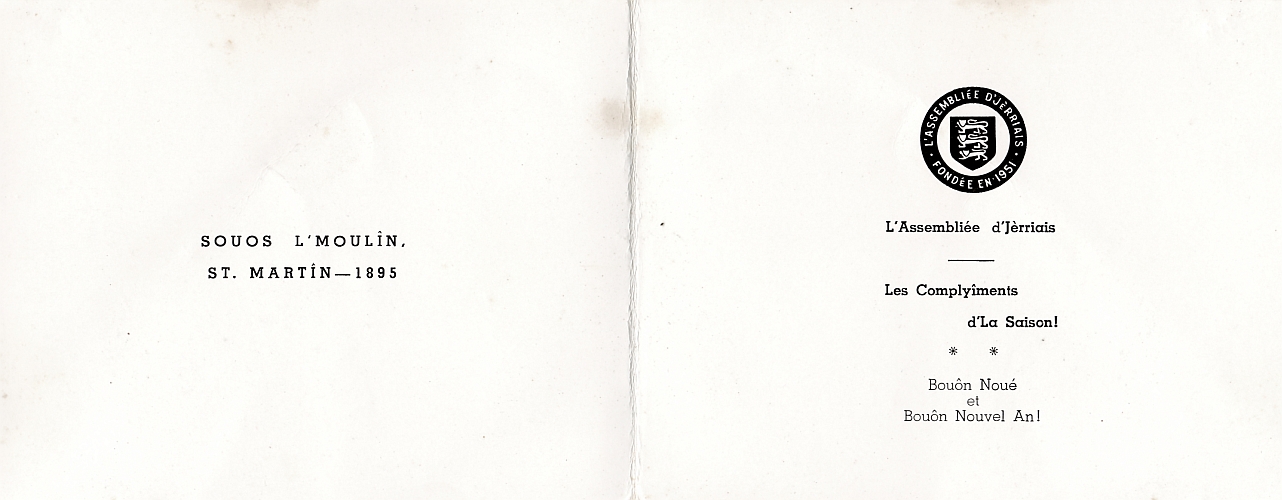 SOUOS L'MOULÎN,
ST. MARTÎN—1895
L'ASSEMBLIÉE D'JÈRRIAIS
· FONDÉE EN 1951 ·
L'Assembliée d'Jèrriais
Les Complyîments
d'La Saison!
* *
Bouôn Noué
et
Bouôn Nouvel An!